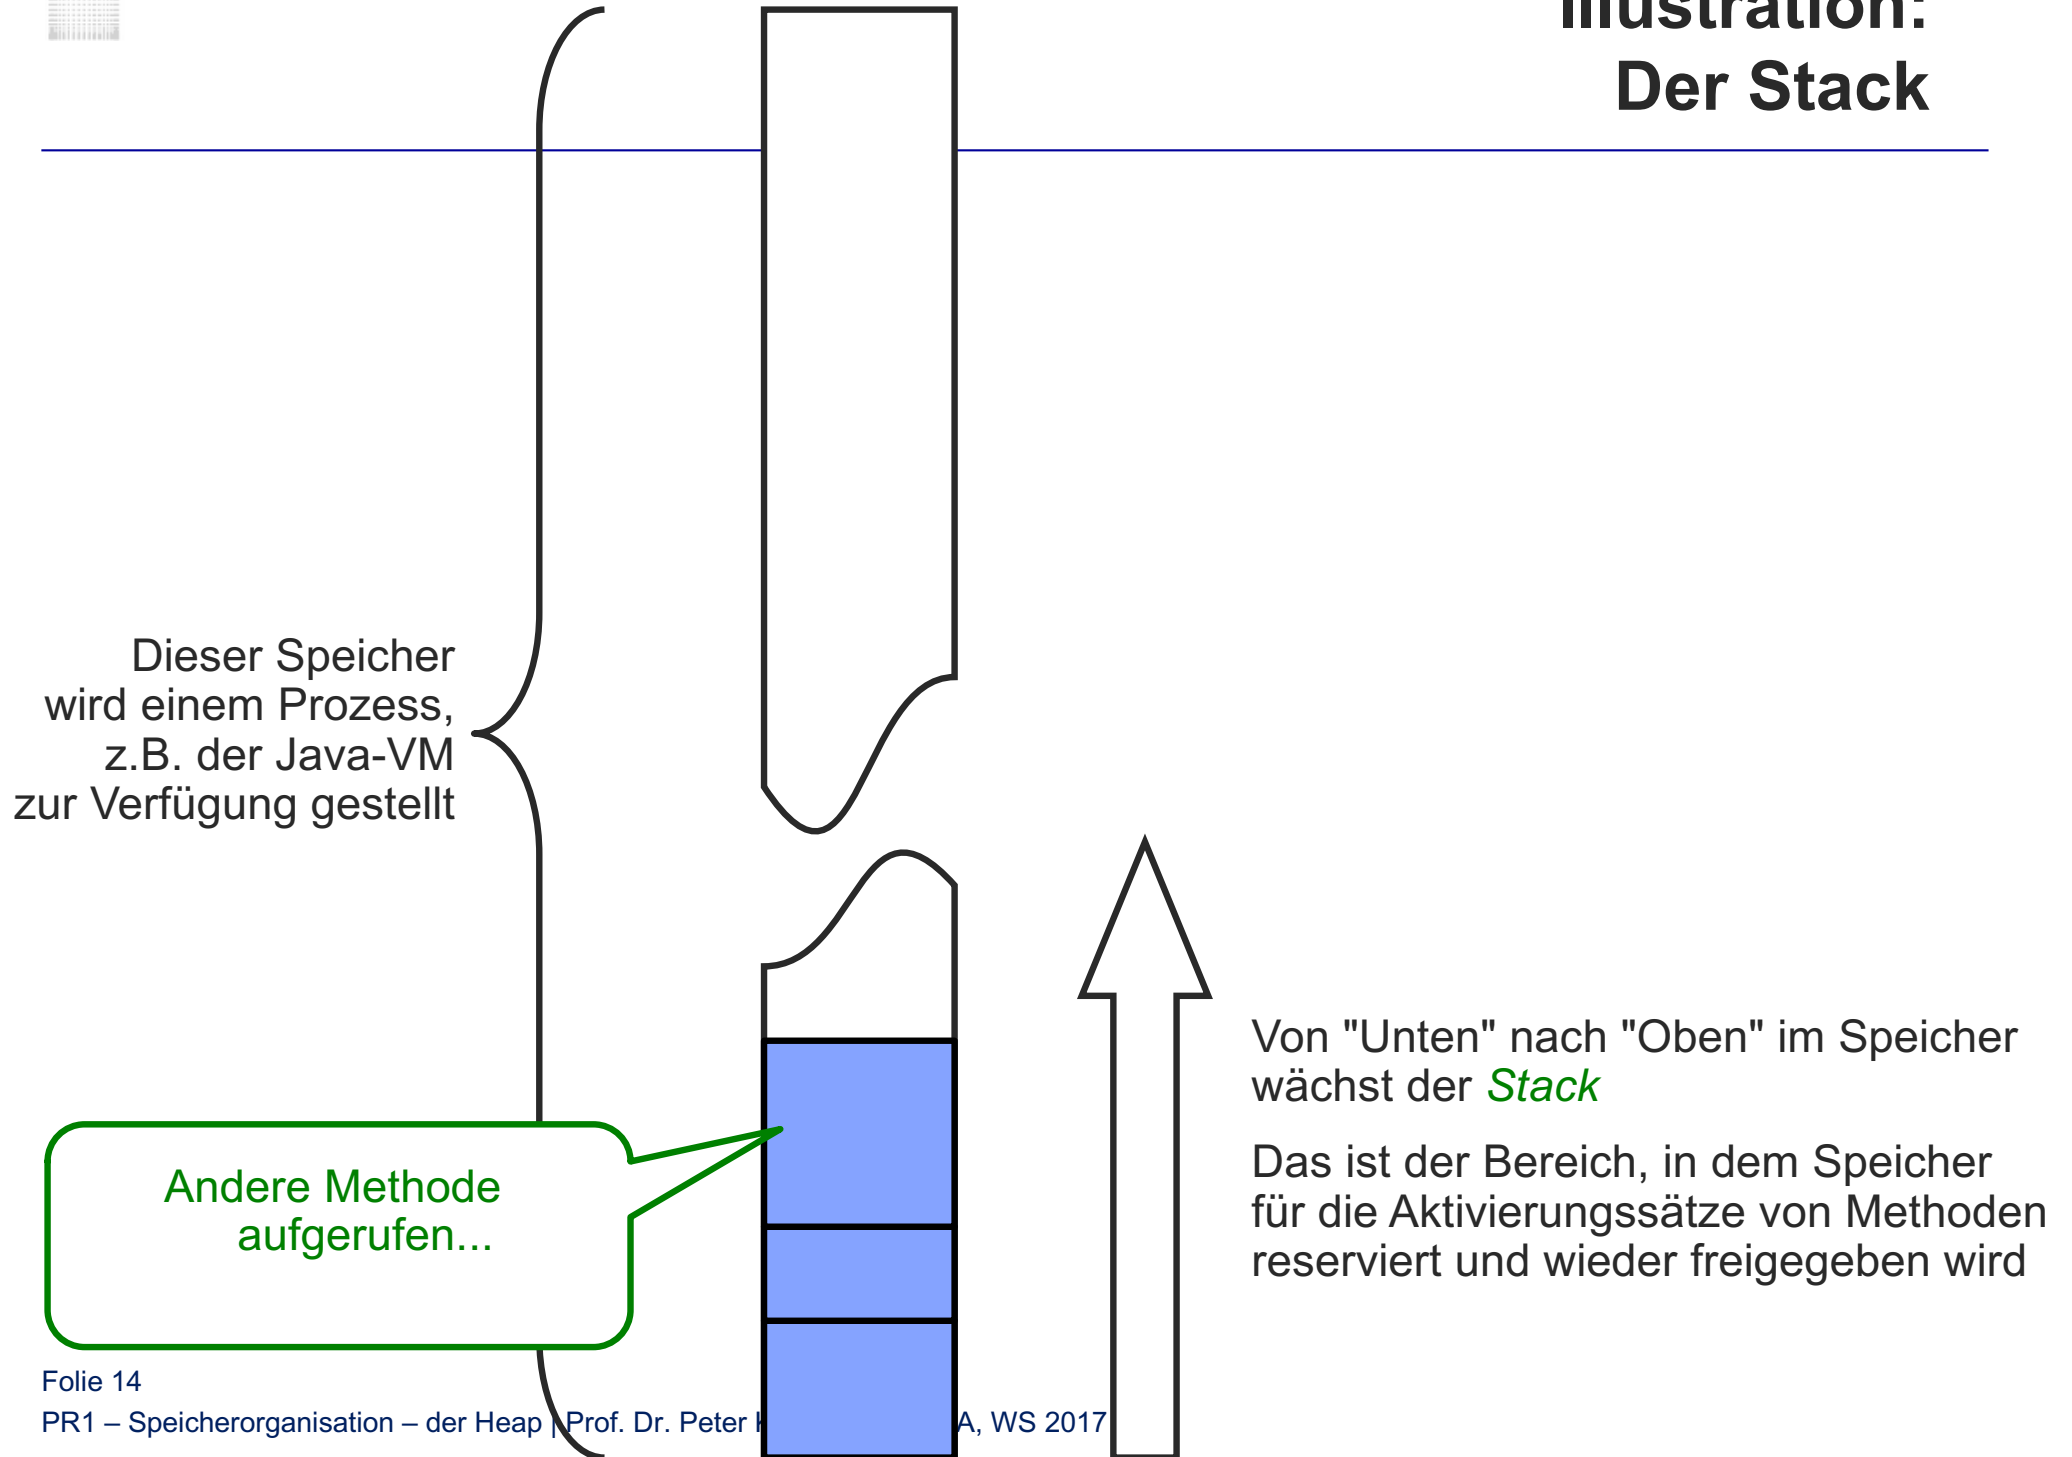 Illustration:
Der Stack
Dieser Speicher
wird einem Prozess,
z.B. der Java-VM
zur Verfügung gestellt
Von "Unten" nach "Oben" im Speicher
wächst der Stack
Das ist der Bereich, in dem Speicher
für die Aktivierungssätze von Methoden
reserviert und wieder freigegeben wird
Andere Methode
aufgerufen...
Folie 14
PR1 – Speicherorganisation – der Heap | Prof. Dr. Peter A, WS 2017